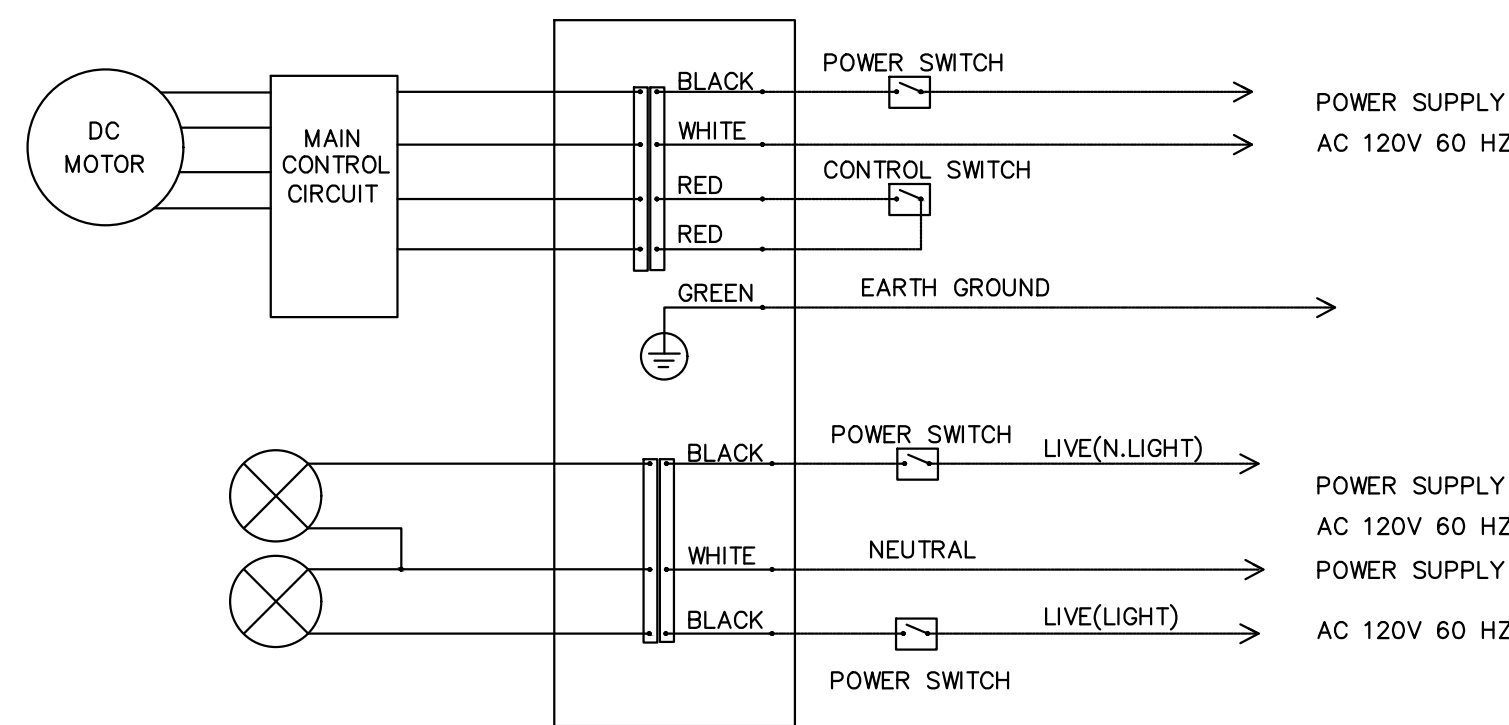 POWER SWITCH
BLACK
POWER SUPPLY
DC
MOTOR
MAIN
CONTROL
CIRCUIT
WHITE
AC 120V 60 HZ
CONTROL SWITCH
RED
RED
GREEN
EARTH GROUND
POWER SWITCH
LIVE(N.LIGHT)
BLACK
POWER SUPPLY
AC 120V 60 HZ
WHITE
NEUTRAL
POWER SUPPLY
BLACK
LIVE(LIGHT)
AC 120V 60 HZ
POWER SWITCH